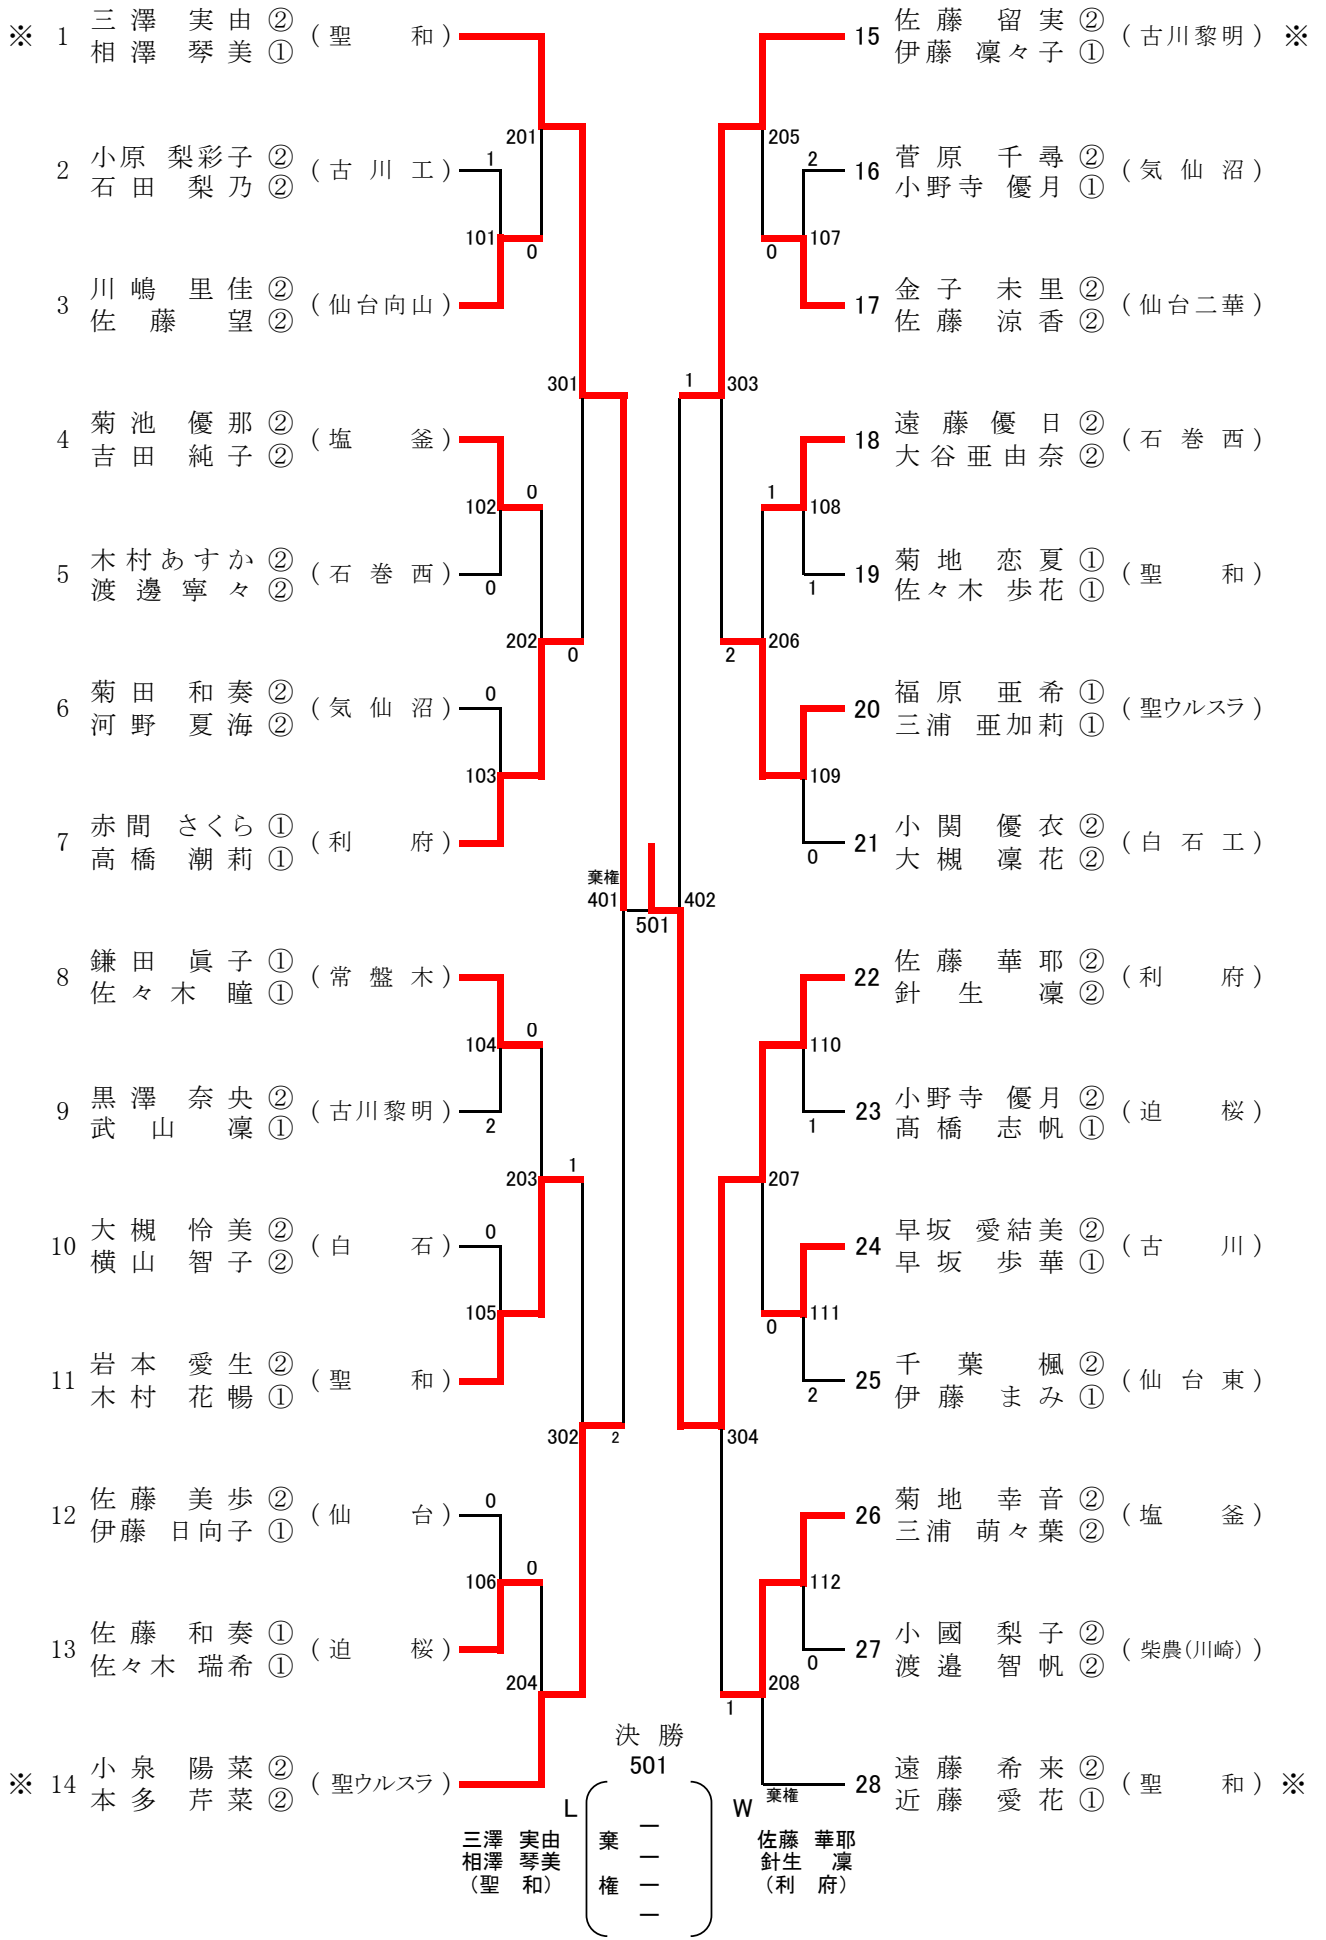 ※ 1 三澤 実由 ② (聖 和)
相澤 琴美 ①
2 小原 梨彩子 ② (古川工) 1
石田 梨乃 ②
201
101
0
3 川嶋 里佳 ② (仙台向山)
佐藤 望 ②
301
4 菊池 優那 ② (塩 釜)
吉田 純子 ②
102
0
5 木村あすか ② (石巻西) 0
渡邊寧々 ②
202
0
6 菊田 和奏 ② (気仙沼) 0
河野 夏海 ②
103
7 赤間 さくら ① (利 府)
高橋 潮莉 ①
棄権
401
501
8 鎌田 眞子 ① (常盤木)
佐々木 瞳 ①
104
0
9 黒澤 奈央 ② (古川黎明) 2
武山 凜 ①
203
1
10 大槻 怜美 ② (白 石) 0
横山 智子 ②
105
11 岩本 愛生 ② (聖 和)
木村 花暢 ①
302
2
12 佐藤 美歩 ② (仙 台) 0
伊藤 日向子 ①
106
0
13 佐藤 和奏 ① (迫 桜)
佐々木 瑞希 ①
204
※ 14 小泉 陽菜 ② (聖ウルスラ)
本多 芹菜 ②
15 佐藤 留実 ② (古川黎明) ※
伊藤 凜々子 ①
205
2
16 菅原 千尋 ② (気仙沼)
小野寺 優月 ①
107
0
17 金子 未里 ② (仙台二華)
佐藤 涼香 ②
1
303
18 遠藤優日 ② (石巻西)
大谷亜由奈 ②
1
108
1
19 菊地 恋夏 ① (聖 和)
佐々木 歩花 ①
206
2
20 福原 亜希 ① (聖ウルスラ)
三浦 亜加莉 ①
109
0
21 小関 優衣 ② (白石工)
大槻 凜花 ②
402
22 佐藤 華耶 ② (利 府)
針生 凜 ②
110
1
23 小野寺 優月 ② (迫 桜)
髙橋 志帆 ①
207
24 早坂 愛結美 ② (古 川)
早坂 歩華 ①
111
0
2
25 千葉 楓 ② (仙台東)
伊藤 まみ ①
304
26 菊地 幸音 ② (塩 釜)
三浦 萌々葉 ②
112
0
27 小國 梨子 ② (柴農(川崎))
渡邉 智帆 ②
208
1
棄権
28 遠藤 希来 ② (聖 和) ※
近藤 愛花 ①
決 勝
501
L
W
三澤 実由
相澤 琴美
(聖 和)
棄 権
―
―
―
―
佐藤 華耶
針生 凜
(利 府)